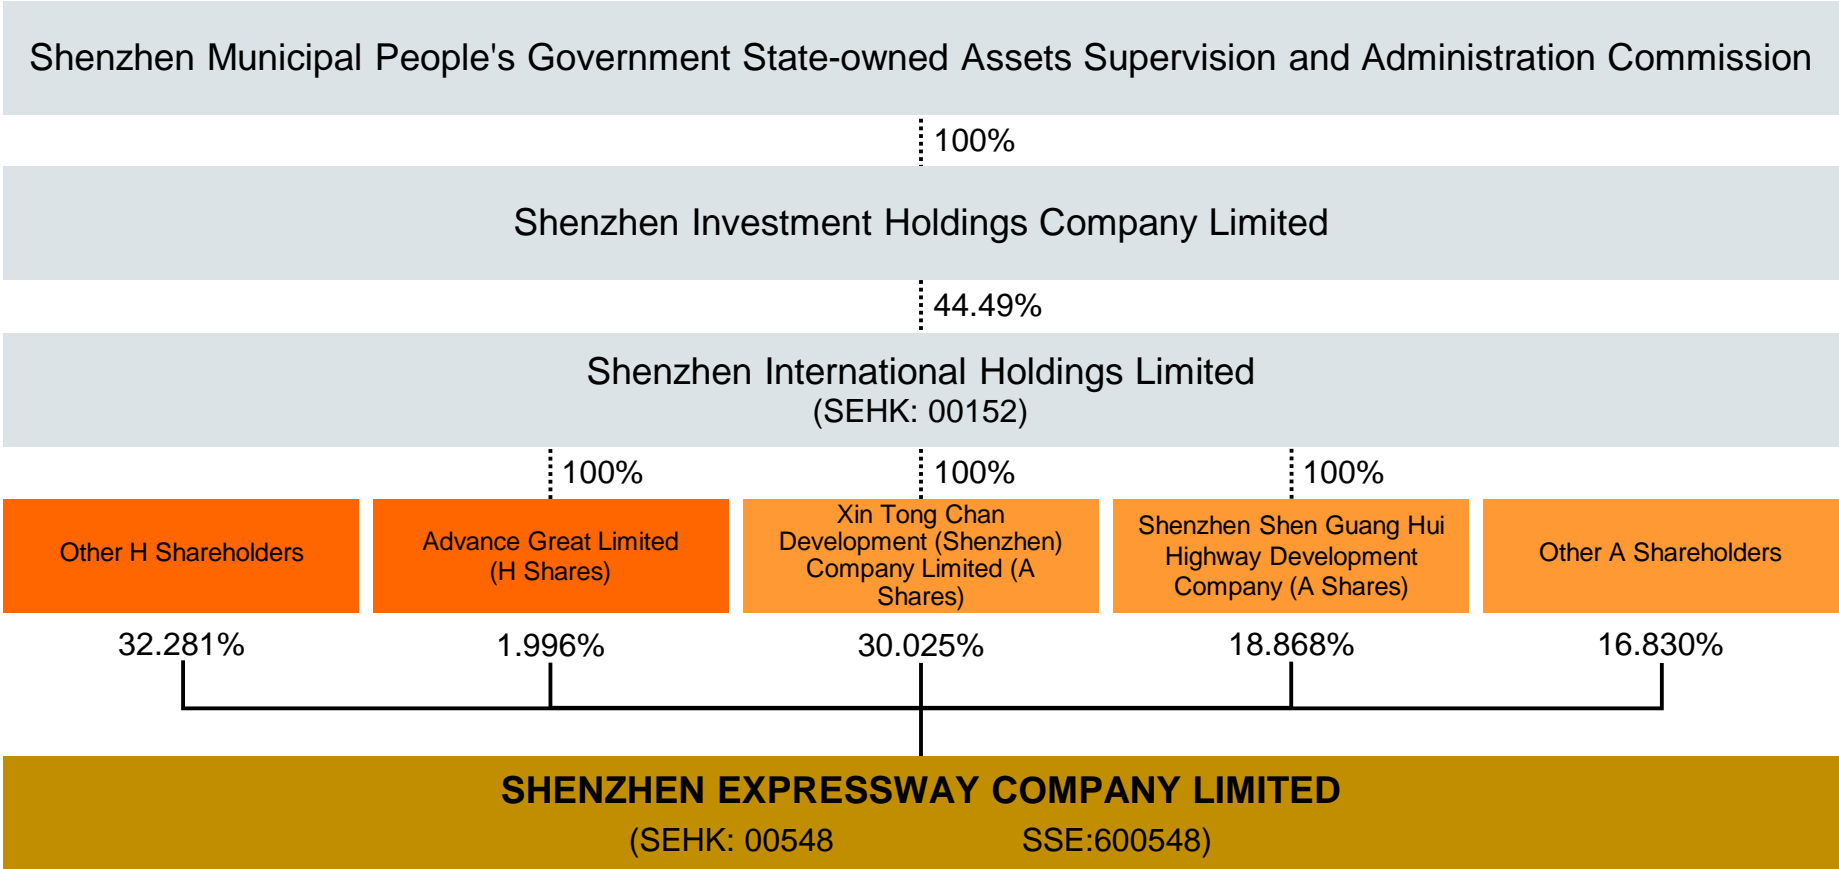 Shenzhen Municipal People's Government State-owned Assets Supervision and Administration Commission
100%
Shenzhen Investment Holdings Company Limited
44.49%
Shenzhen International Holdings Limited
(SEHK: 00152)
100%
100%
100%
Other H Shareholders
Advance Great Limited
(H Shares)
Xin Tong Chan
Development (Shenzhen)
Company Limited (A
Shares)
Shenzhen Shen Guang Hui
Highway Development
Company (A Shares)
Other A Shareholders
32.281%
1.996%
30.025%
18.868%
16.830%
SHENZHEN EXPRESSWAY COMPANY LIMITED
(SEHK: 00548 SSE:600548)